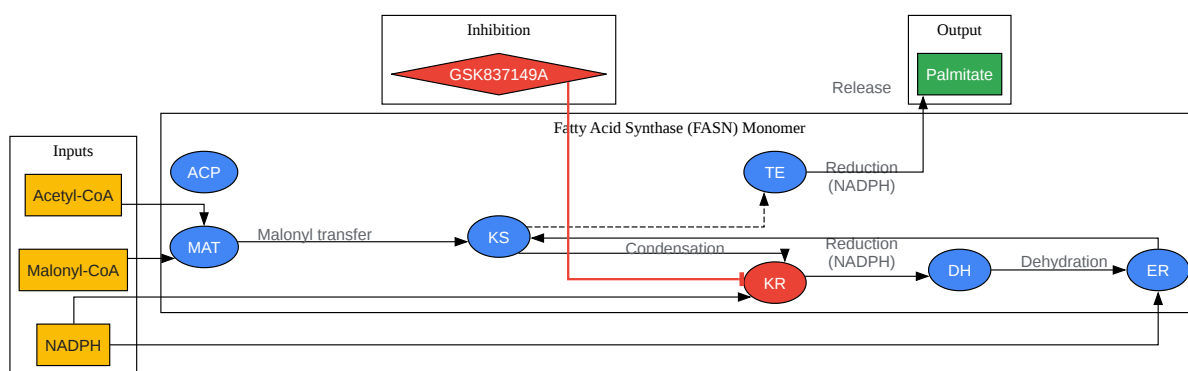 Inhibition
GSK837149A
Output
Palmitate
Release
Fatty Acid Synthase (FASN) Monomer
Inputs
Acetyl-CoA
Malonyl-CoA
NADPH
ACP
MAT
Malonyl transfer
KS
TE
Reduction
(NADPH)
Condensation
KR
Reduction
(NADPH)
DH
Dehydration
ER